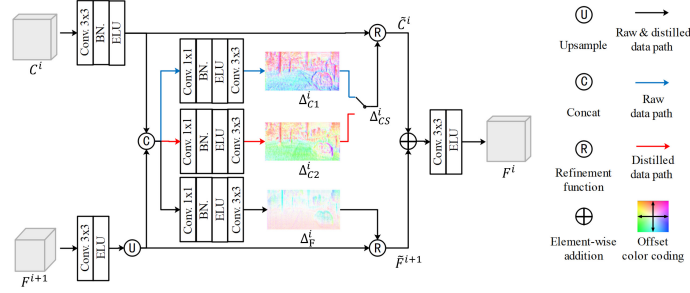 C^i
Conv. 3x3
BN.
ELU
R
C̃^i
Conv. 1x1
BN.
ELU
Conv. 3x3
Δ^i_{C1}
Δ^i_{CS}
C
Conv. 1x1
BN.
ELU
Conv. 3x3
Δ^i_{C2}
Conv. 1x1
BN.
ELU
Conv. 3x3
Δ^i_F
F^{i+1}
Conv. 3x3
ELU
U
R
F̃^{i+1}
Conv. 3x3
ELU
F^i
U
Upsample
Raw & distilled
data path
C
Concat
Raw
data path
R
Refinement
function
Distilled
data path
Element-wise
addition
Offset
color coding